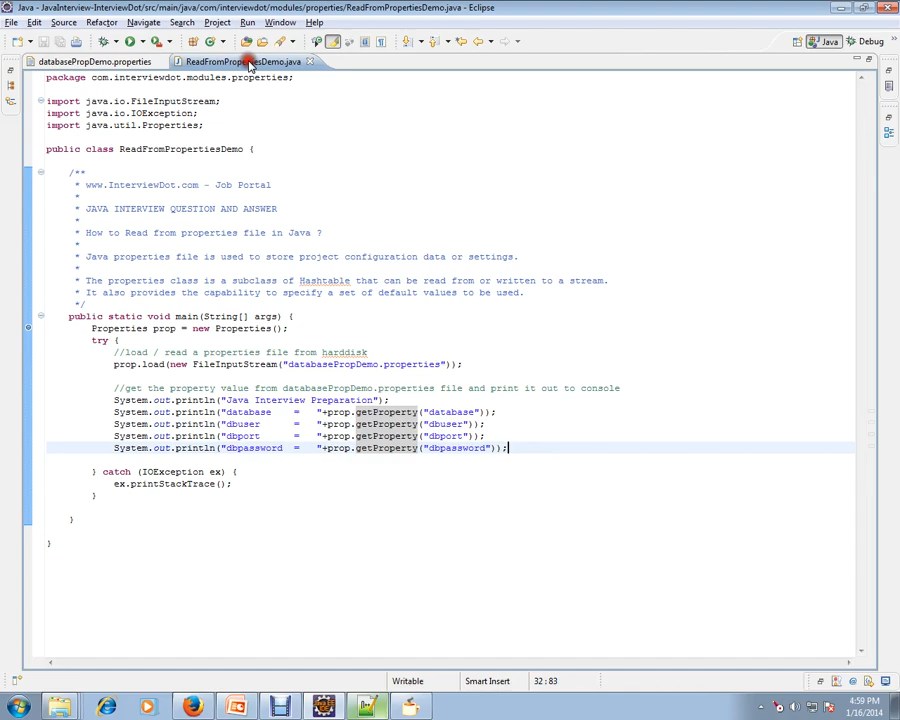 Java - JavaInterview-InterviewDot/src/main/java/com/interviewdot/modules/properties/ReadFromPropertiesDemo.java - Eclipse
File Edit Source Refactor Navigate Search Project Run Window Help
Java Debug
databasePropDemo.properties ReadFromPropertiesDemo.java
package com.interviewdot.modules.properties;
import java.io.FileInputStream;
import java.io.IOException;
import java.util.Properties;
public class ReadFromPropertiesDemo {
/**
* www.InterviewDot.com - Job Portal
*
* JAVA INTERVIEW QUESTION AND ANSWER
*
* How to Read from properties file in Java ?
*
* Java properties file is used to store project configuration data or settings.
*
* The properties class is a subclass of Hashtable that can be read from or written to a stream.
* It also provides the capability to specify a set of default values to be used.
*/
public static void main(String[] args) {
Properties prop = new Properties();
try {
//load / read a properties file from harddisk
prop.load(new FileInputStream("databasePropDemo.properties"));
//get the property value from databasePropDemo.properties file and print it out to console
System.out.println("Java Interview Preparation");
System.out.println("database = "+prop.getProperty("database"));
System.out.println("dbuser = "+prop.getProperty("dbuser"));
System.out.println("dbport = "+prop.getProperty("dbport"));
System.out.println("dbpassword = "+prop.getProperty("dbpassword"));
} catch (IOException ex) {
ex.printStackTrace();
}
}
}
Writable Smart Insert 32 : 83
4:59 PM
1/16/2014